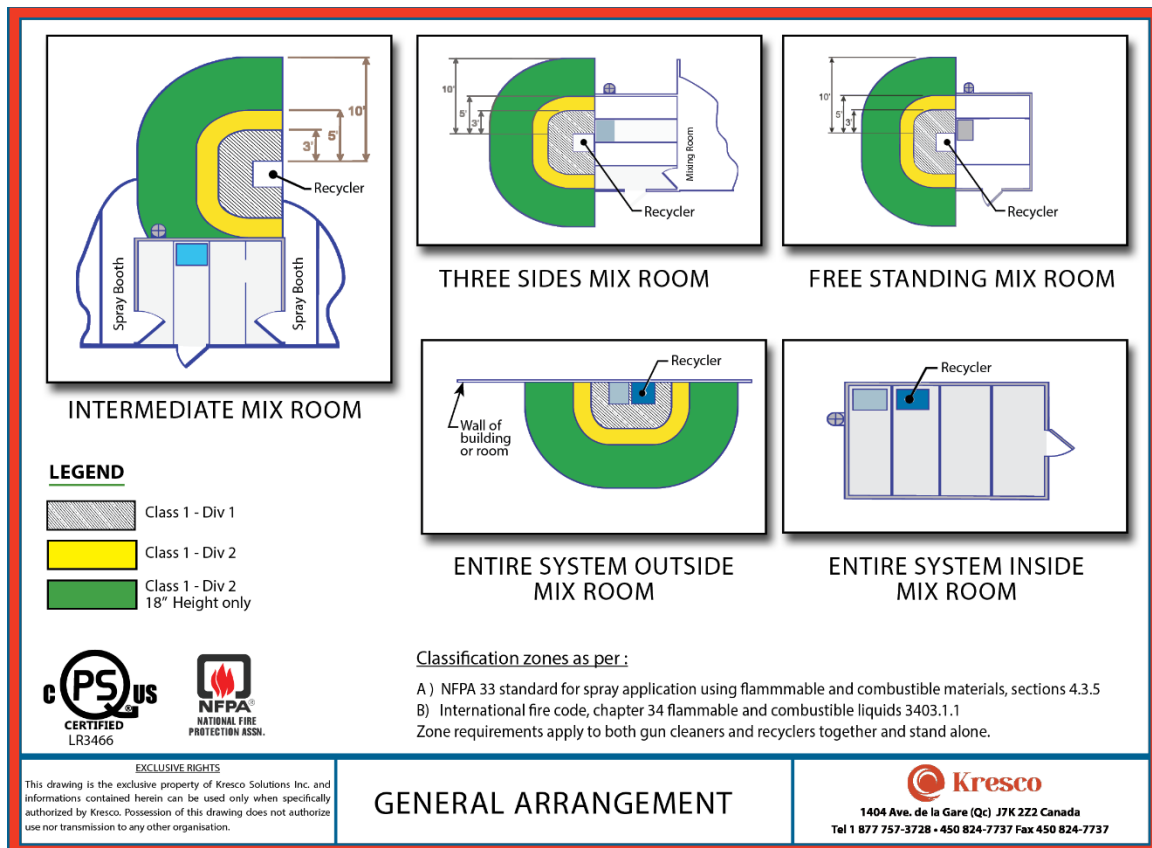 10'
5'
3'
Recycler
Spray Booth
Spray Booth
INTERMEDIATE MIX ROOM
10'
5'
3'
Mixing Room
Recycler
THREE SIDES MIX ROOM
10'
5'
3'
Recycler
FREE STANDING MIX ROOM
Recycler
Wall of
building
or room
ENTIRE SYSTEM OUTSIDE
MIX ROOM
Recycler
ENTIRE SYSTEM INSIDE
MIX ROOM
LEGEND
Class 1 - Div 1
Class 1 - Div 2
Class 1 - Div 2
18” Height only
c PS ® us
CERTIFIED
LR3466
NFPA®
NATIONAL FIRE
PROTECTION ASSN.
Classification zones as per :
A ) NFPA 33 standard for spray application using flammmable and combustible materials, sections 4.3.5
B) International fire code, chapter 34 flammable and combustible liquids 3403.1.1
Zone requirements apply to both gun cleaners and recyclers together and stand alone.
EXCLUSIVE RIGHTS
This drawing is the exclusive property of Kresco Solutions Inc. and
informations contained herein can be used only when specifically
authorized by Kresco. Possession of this drawing does not authorize
use nor transmission to any other organisation.
GENERAL ARRANGEMENT
Kresco
1404 Ave. de la Gare (Qc) J7K 2Z2 Canada
Tel 1 877 757-3728 • 450 824-7737 Fax 450 824-7737